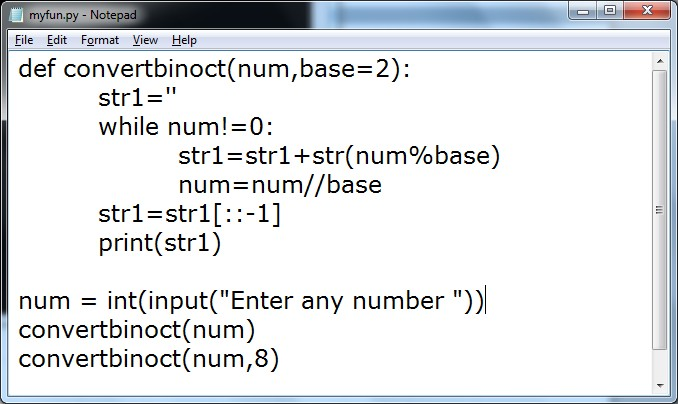 myfun.py - Notepad
File Edit Format View Help
def convertbinoct(num,base=2):
str1=''
while num!=0:
str1=str1+str(num%base)
num=num//base
str1=str1[::-1]
print(str1)
num = int(input("Enter any number "))
convertbinoct(num)
convertbinoct(num,8)